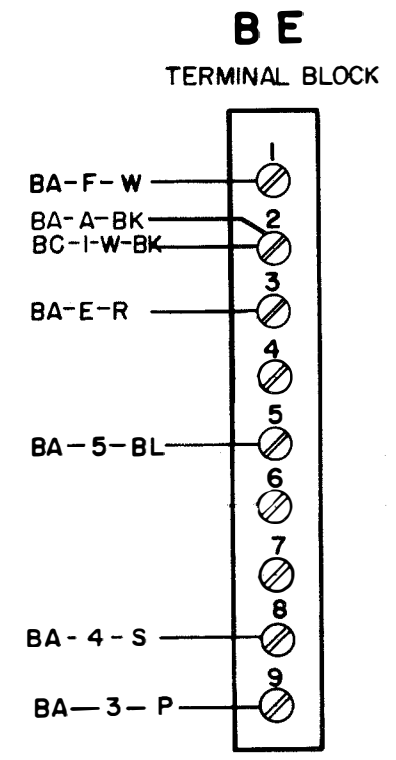 B E
TERMINAL BLOCK
1
BA-F-W
BA-A-BK
2
BC-1-W-BK
3
BA-E-R
4
5
BA-5-BL
6
7
8
BA-4-S
9
BA-3-P